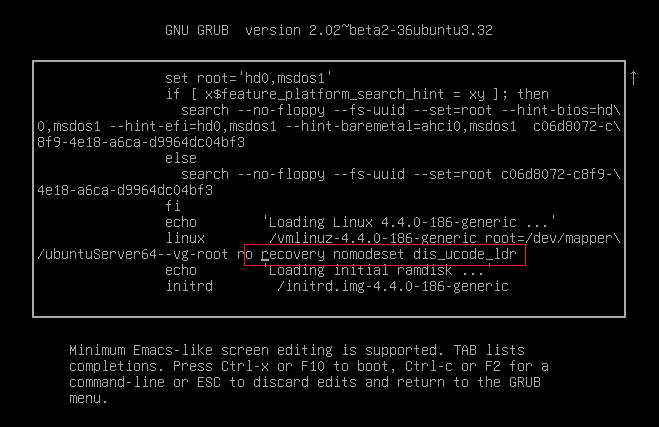 GNU GRUB  version 2.02~beta2-36ubuntu3.32
set root='hd0,msdos1'
if [ x$feature_platform_search_hint = xy ]; then
search --no-floppy --fs-uuid --set=root --hint-bios=hd\
0,msdos1 --hint-efi=hd0,msdos1 --hint-baremetal=ahci0,msdos1  c06d8072-c\
8f9-4e18-a6ca-d9964dc04bf3
else
search --no-floppy --fs-uuid --set=root c06d8072-c8f9-\
4e18-a6ca-d9964dc04bf3
fi
echo 'Loading Linux 4.4.0-186-generic ...'
linux /vmlinuz-4.4.0-186-generic root=/dev/mapper\
/ubuntuServer64--vg-root ro recovery nomodeset dis_ucode_ldr
echo 'Loading initial ramdisk ...'
initrd /initrd.img-4.4.0-186-generic
Minimum Emacs-like screen editing is supported. TAB lists
completions. Press Ctrl-x or F10 to boot, Ctrl-c or F2 for a
command-line or ESC to discard edits and return to the GRUB
menu.